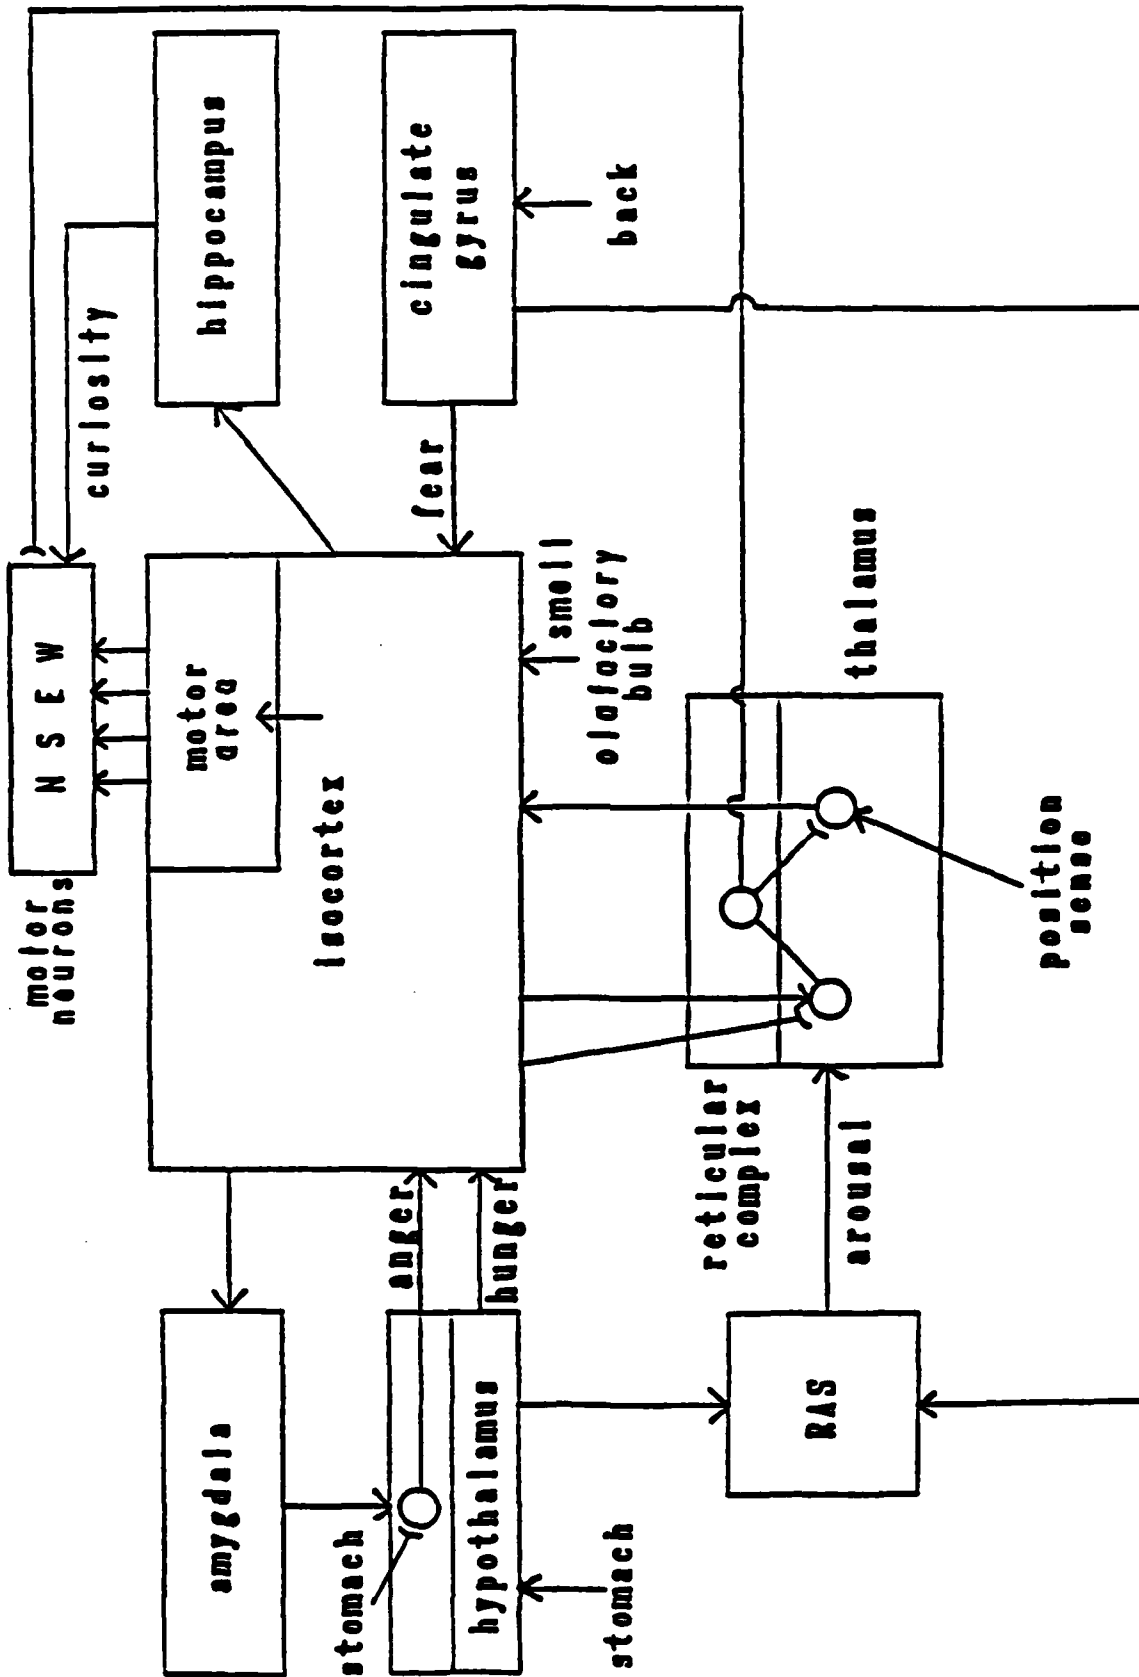 motor
neurons
N S E W
curiosity
amygdala
motor
area
hippocampus
isocortex
stomach
anger
fear
cingulate
gyrus
hypothalamus
hunger
smell
olafactory
bulb
stomach
back
reticular
complex
RAS
arousal
thalamus
position
sense